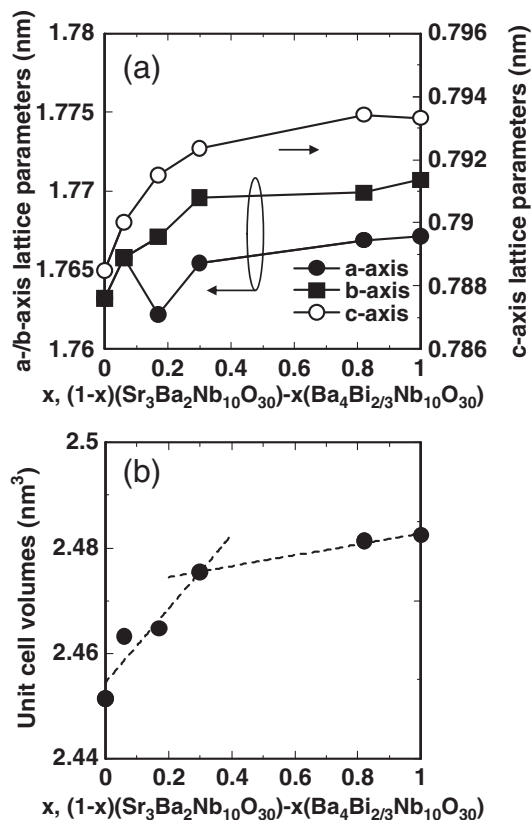 (a)
1.78
1.775
1.77
1.765
1.76
a-/b-axis lattice parameters (nm)
0.796
0.794
0.792
0.79
0.788
0.786
c-axis lattice parameters (nm)
a-axis
b-axis
c-axis
0 0.2 0.4 0.6 0.8 1
x, (1-x)(Sr3Ba2Nb10O30)-x(Ba4Bi2/3Nb10O30)
(b)
2.5
2.48
2.46
2.44
Unit cell volumes (nm3)
0 0.2 0.4 0.6 0.8 1
x, (1-x)(Sr3Ba2Nb10O30)-x(Ba4Bi2/3Nb10O30)